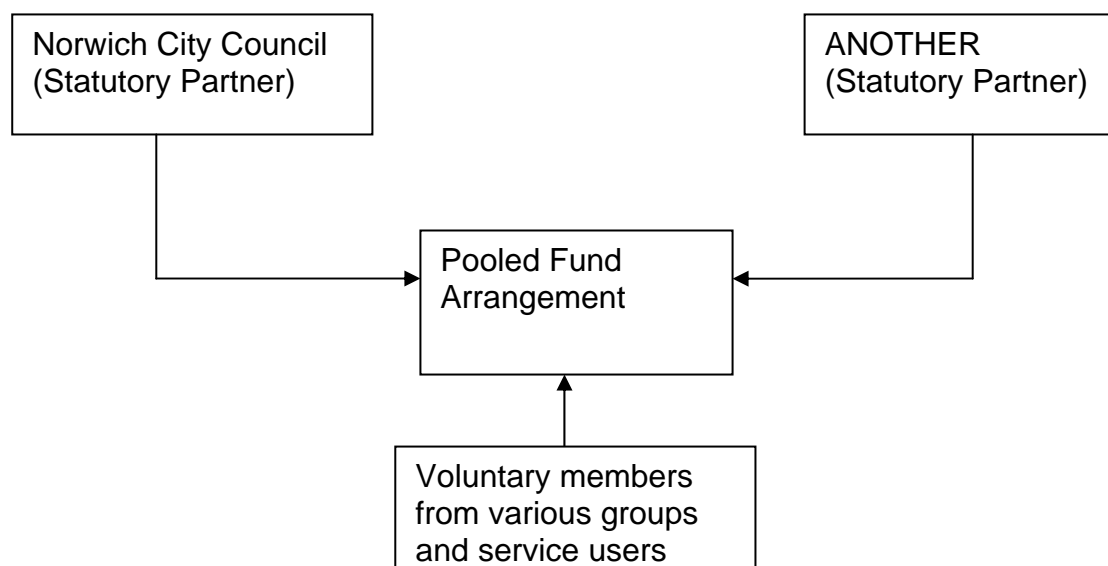 Norwich City Council
(Statutory Partner)
ANOTHER
(Statutory Partner)
Pooled Fund
Arrangement
Voluntary members
from various groups
and service users